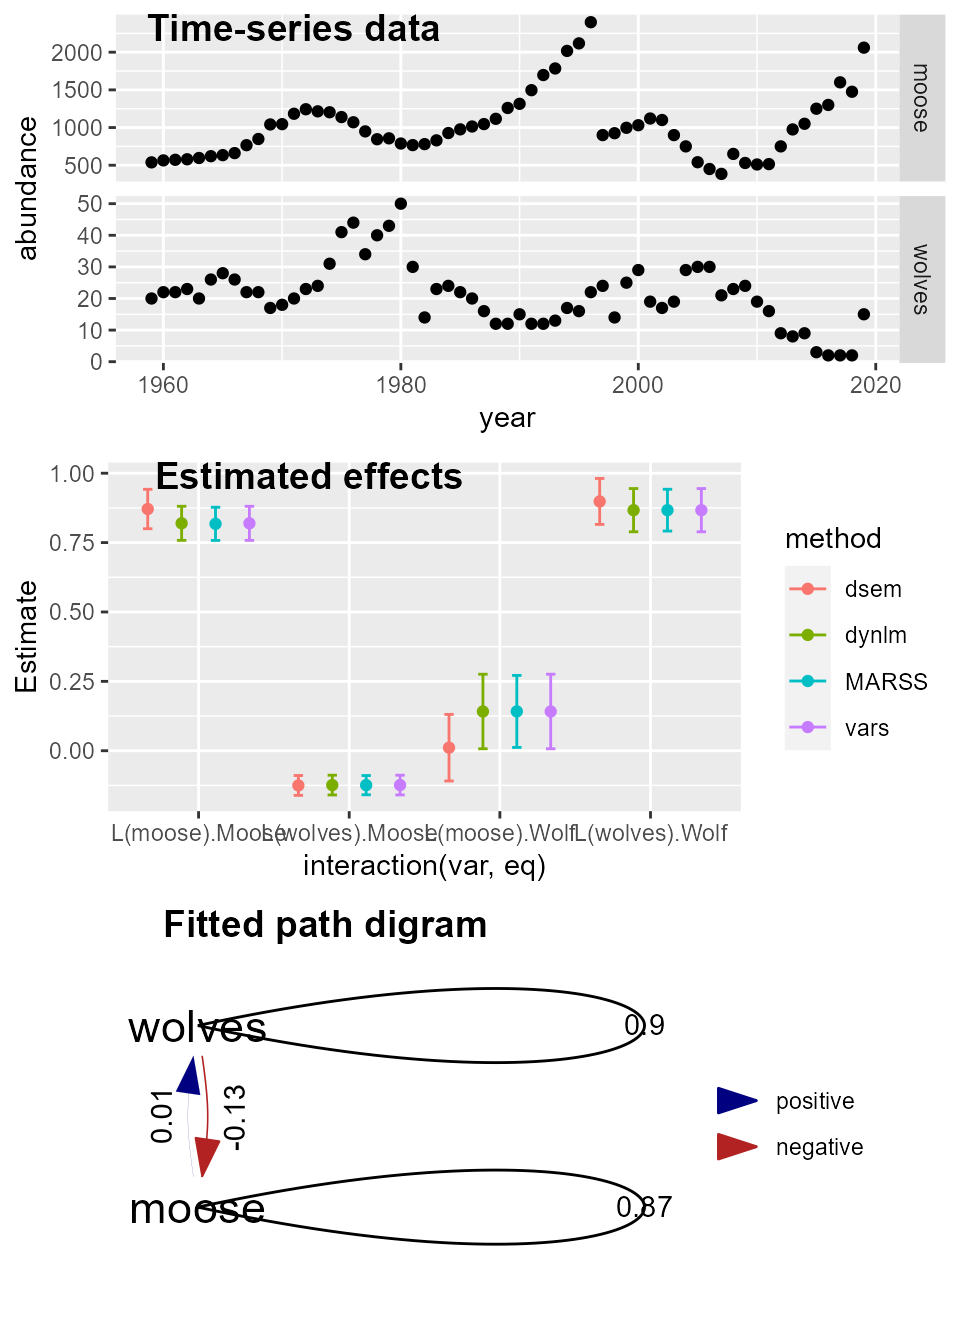 Time-series data
abundance
2000
1500
1000
500
moose
50
40
30
20
10
0
wolves
1960 1980 2000 2020
year
Estimated effects
Estimate
1.00
0.75
0.50
0.25
0.00
L(moose).Moose L(wolves).Moose L(moose).Wolf L(wolves).Wolf
interaction(var, eq)
method
dsem
dynlm
MARSS
vars
Fitted path digram
wolves
0.9
0.01
-0.13
moose
0.87
positive
negative